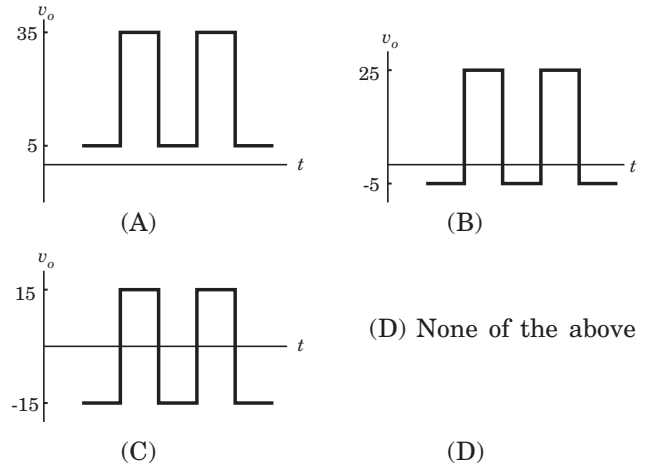 v_o
35
5
t
(A)
v_o
25
-5
t
(B)
v_o
15
-15
t
(C)
(D) None of the above
(D)